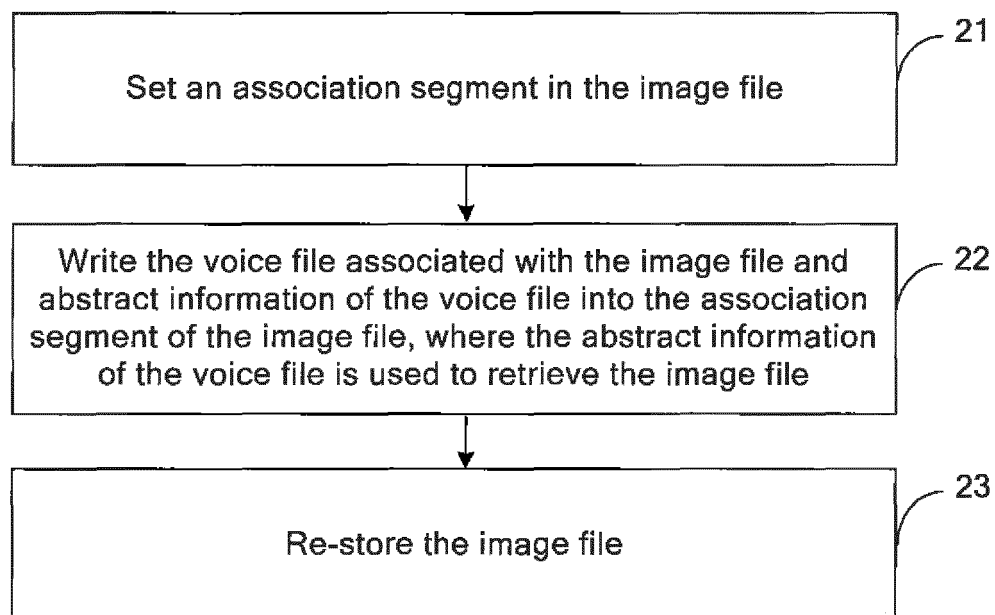 21
Set an association segment in the image file
22
Write the voice file associated with the image file and
abstract information of the voice file into the association
segment of the image file, where the abstract information
of the voice file is used to retrieve the image file
23
Re-store the image file